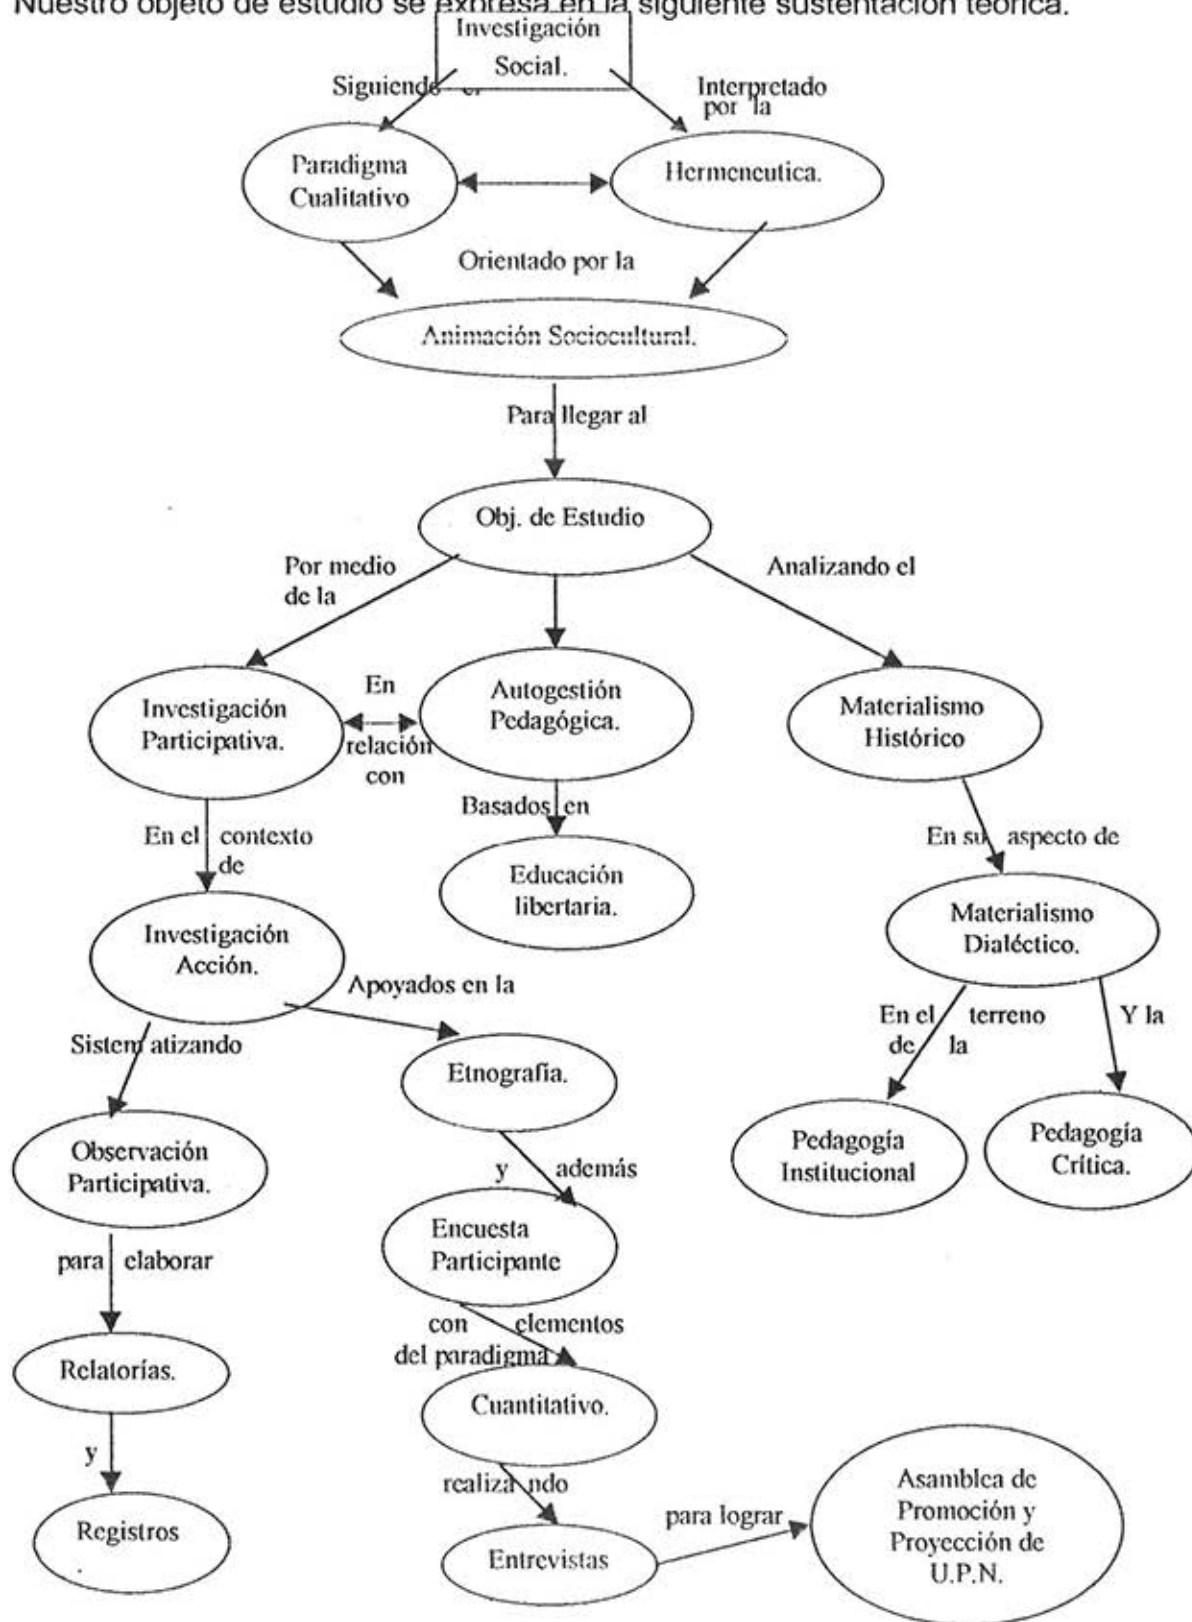 Nuestro objeto de estudio se expresa en la siguiente sustentación teórica.
Investigación
Social.
Siguiendo el
Interpretado
por la
Paradigma
Cualitativo
Hermeneutica.
Orientado por la
Animación Sociocultural.
Para llegar al
Obj. de Estudio
Por medio
de la
Analizando el
Investigación
Participativa.
En
relación
con
Autogestión
Pedagógica.
Materialismo
Histórico
En el contexto
de
Basados en
En su aspecto de
Educación
libertaria.
Materialismo
Dialéctico.
Investigación
Acción.
Apoyados en la
En el terreno
de la
Y la
Sistem atizando
Etnografía.
Pedagogía
Institucional
Pedagogía
Crítica.
Observación
Participativa.
y además
Encuesta
Participante
para elaborar
con elementos
del paradigma
Relatorías.
Cuantitativo.
y
realiza ndo
para lograr
Asamblea de
Promoción y
Proyección de
U.P.N.
Registros
Entrevistas